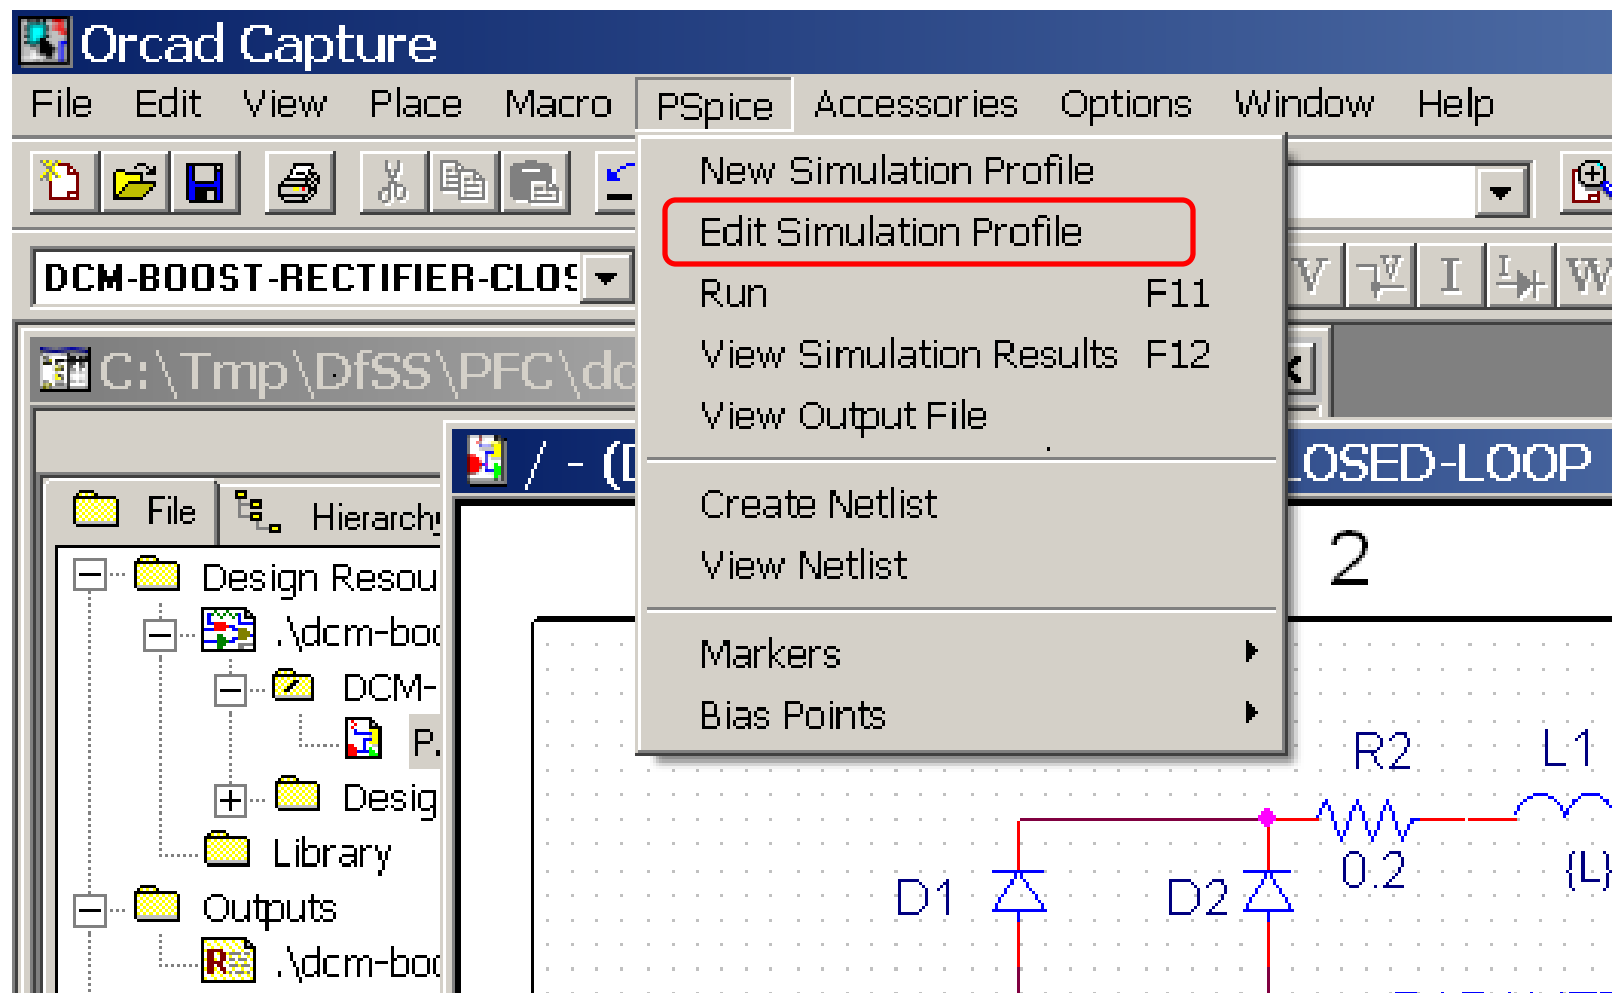 Orcad Capture
File Edit View Place Macro PSpice Accessories Options Window Help
New Simulation Profile
Edit Simulation Profile
Run F11
View Simulation Results F12
View Output File
Create Netlist
View Netlist
Markers
Bias Points
DCM-BOOST-RECTIFIER-CLOS
V V I I W
C:\Tmp\DfSS\PFC\dc
/ - (D LOSED-LOOP
File Hierarchy
2
Design Resou
.\dcm-boo
DCM-
P.
Desig
Library
Outputs
R .\dcm-boo
R2 L1
0.2 {L}
D1 D2